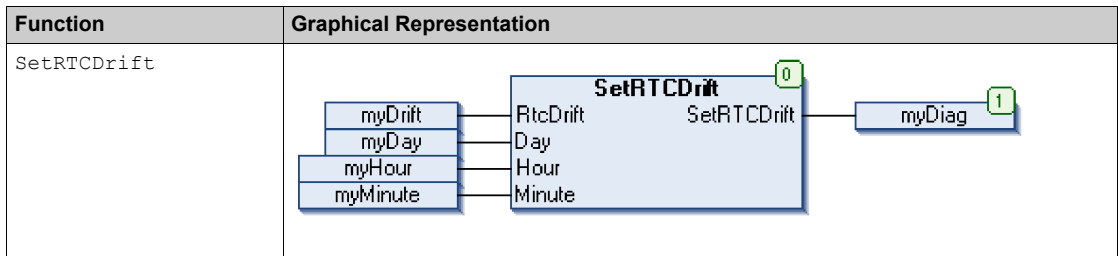 Function Graphical Representation
SetRTCDrift
0
SetRTCDrift
myDrift RtcDrift SetRTCDrift myDiag 1
myDay Day
myHour Hour
myMinute Minute